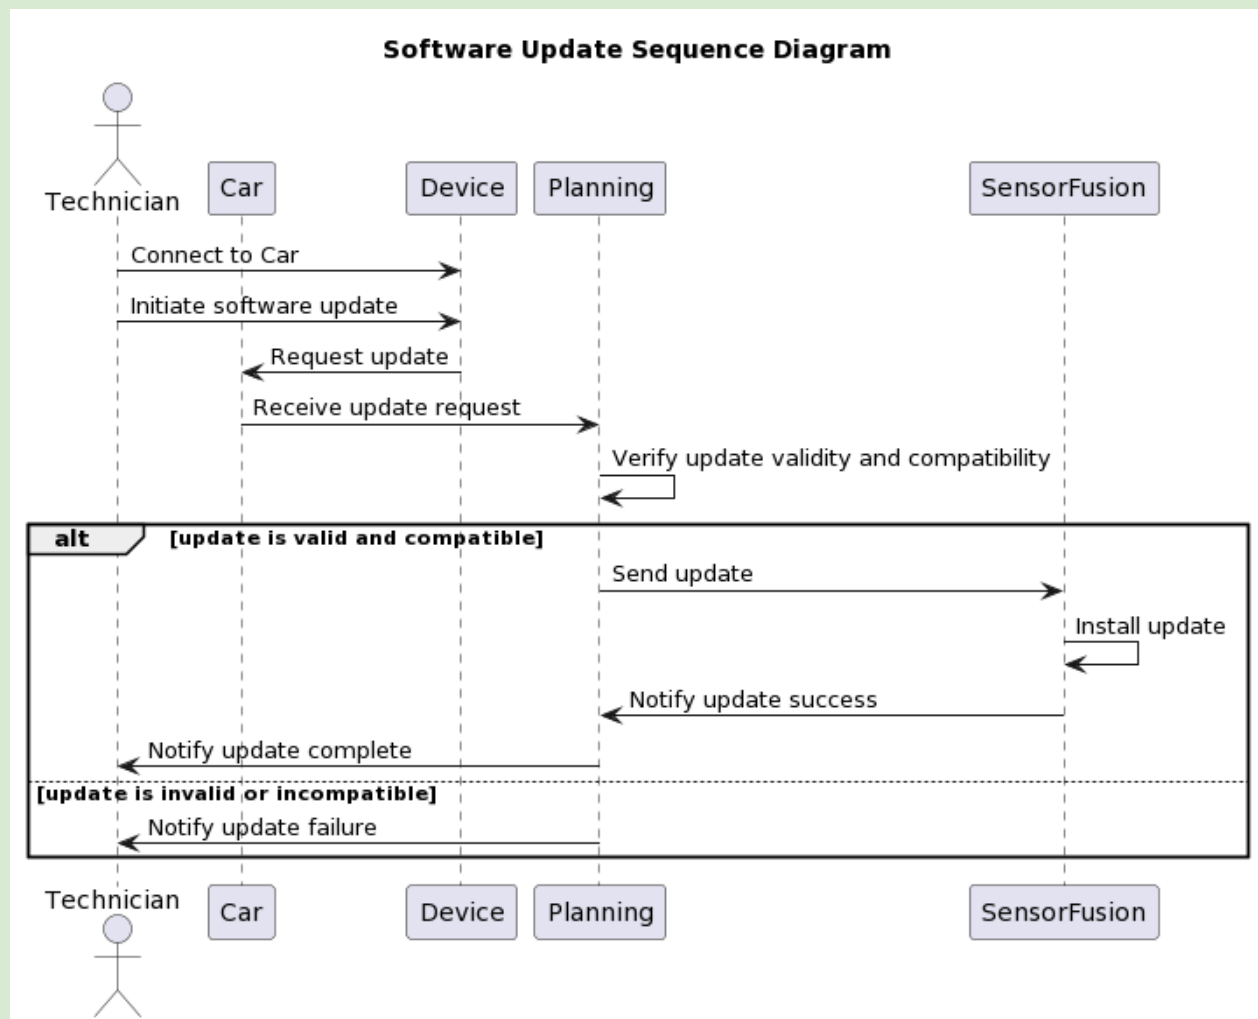 Software Update Sequence Diagram
Technician
Car
Device
Planning
SensorFusion
Connect to Car
Initiate software update
Request update
Receive update request
Verify update validity and compatibility
alt
[update is valid and compatible]
Send update
Install update
Notify update success
Notify update complete
[update is invalid or incompatible]
Notify update failure
Technician
Car
Device
Planning
SensorFusion